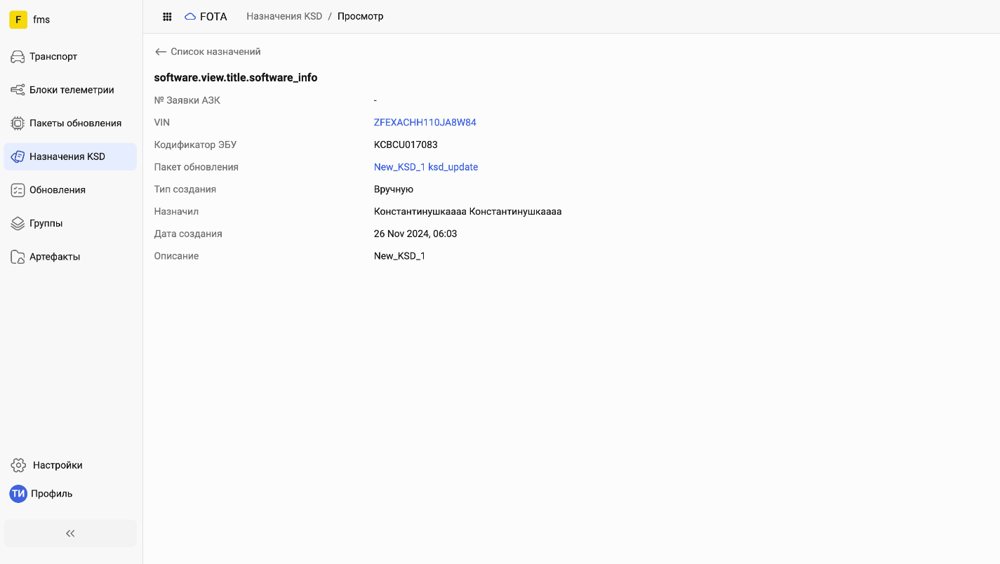 F fms
Транспорт
Блоки телеметрии
Пакеты обновления
Назначения KSD
Обновления
Группы
Артефакты
Настройки
ТИ Профиль
FOTA Назначения KSD / Просмотр
Список назначений
software.view.title.software_info
№ Заявки АЗК -
VIN ZFEXACHH110JA8W84
Кодификатор ЭБУ KCBCU017083
Пакет обновления New_KSD_1 ksd_update
Тип создания Вручную
Назначил Константинушкаааа Константинушкаааа
Дата создания 26 Nov 2024, 06:03
Описание New_KSD_1